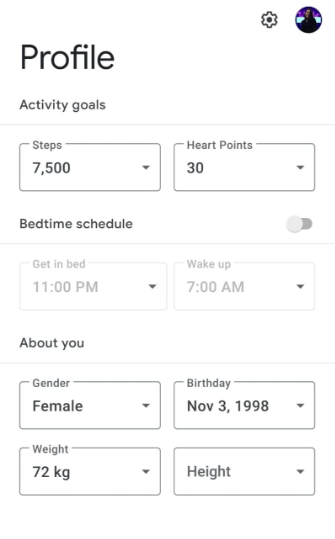 Profile
Activity goals
Steps
Heart Points
7,500
30
Bedtime schedule
Get in bed
Wake up
11:00 PM
7:00 AM
About you
Gender
Birthday
Female
Nov 3, 1998
Weight
72 kg
Height